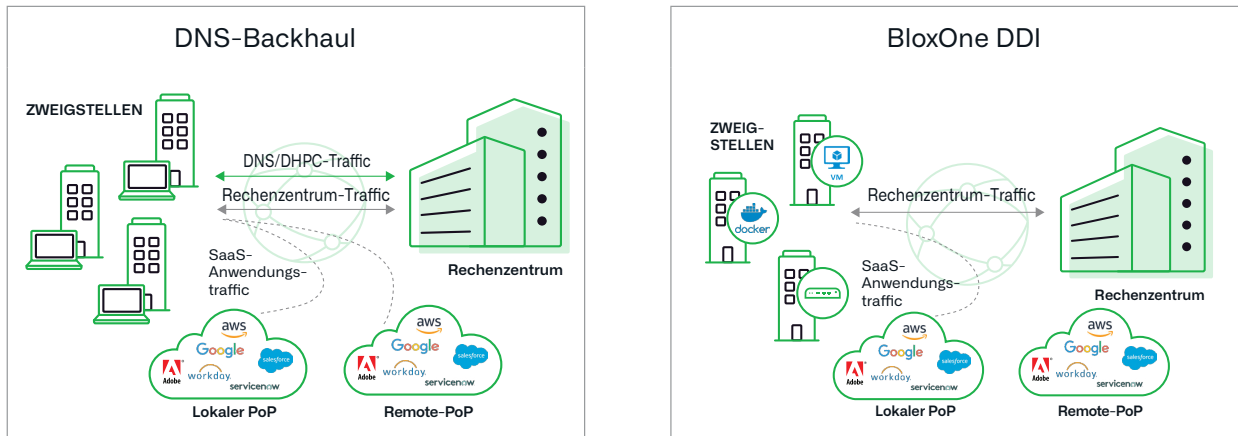 DNS-Backhaul
ZWEIGSTELLEN
DNS/DHPC-Traffic
Rechenzentrum-Traffic
SaaS-
Anwendungs-
traffic
Rechenzentrum
aws
Google
salesforce
Adobe
workday.
servicenow
Lokaler PoP
aws
Google
salesforce
Adobe
workday.
servicenow
Remote-PoP
BloxOne DDI
ZWEIG-
STELLEN
VM
docker
Rechenzentrum-Traffic
SaaS-
Anwendungs-
traffic
Rechenzentrum
aws
Google
salesforce
Adobe
workday.
servicenow
Lokaler PoP
aws
Google
salesforce
Adobe
workday.
servicenow
Remote-PoP